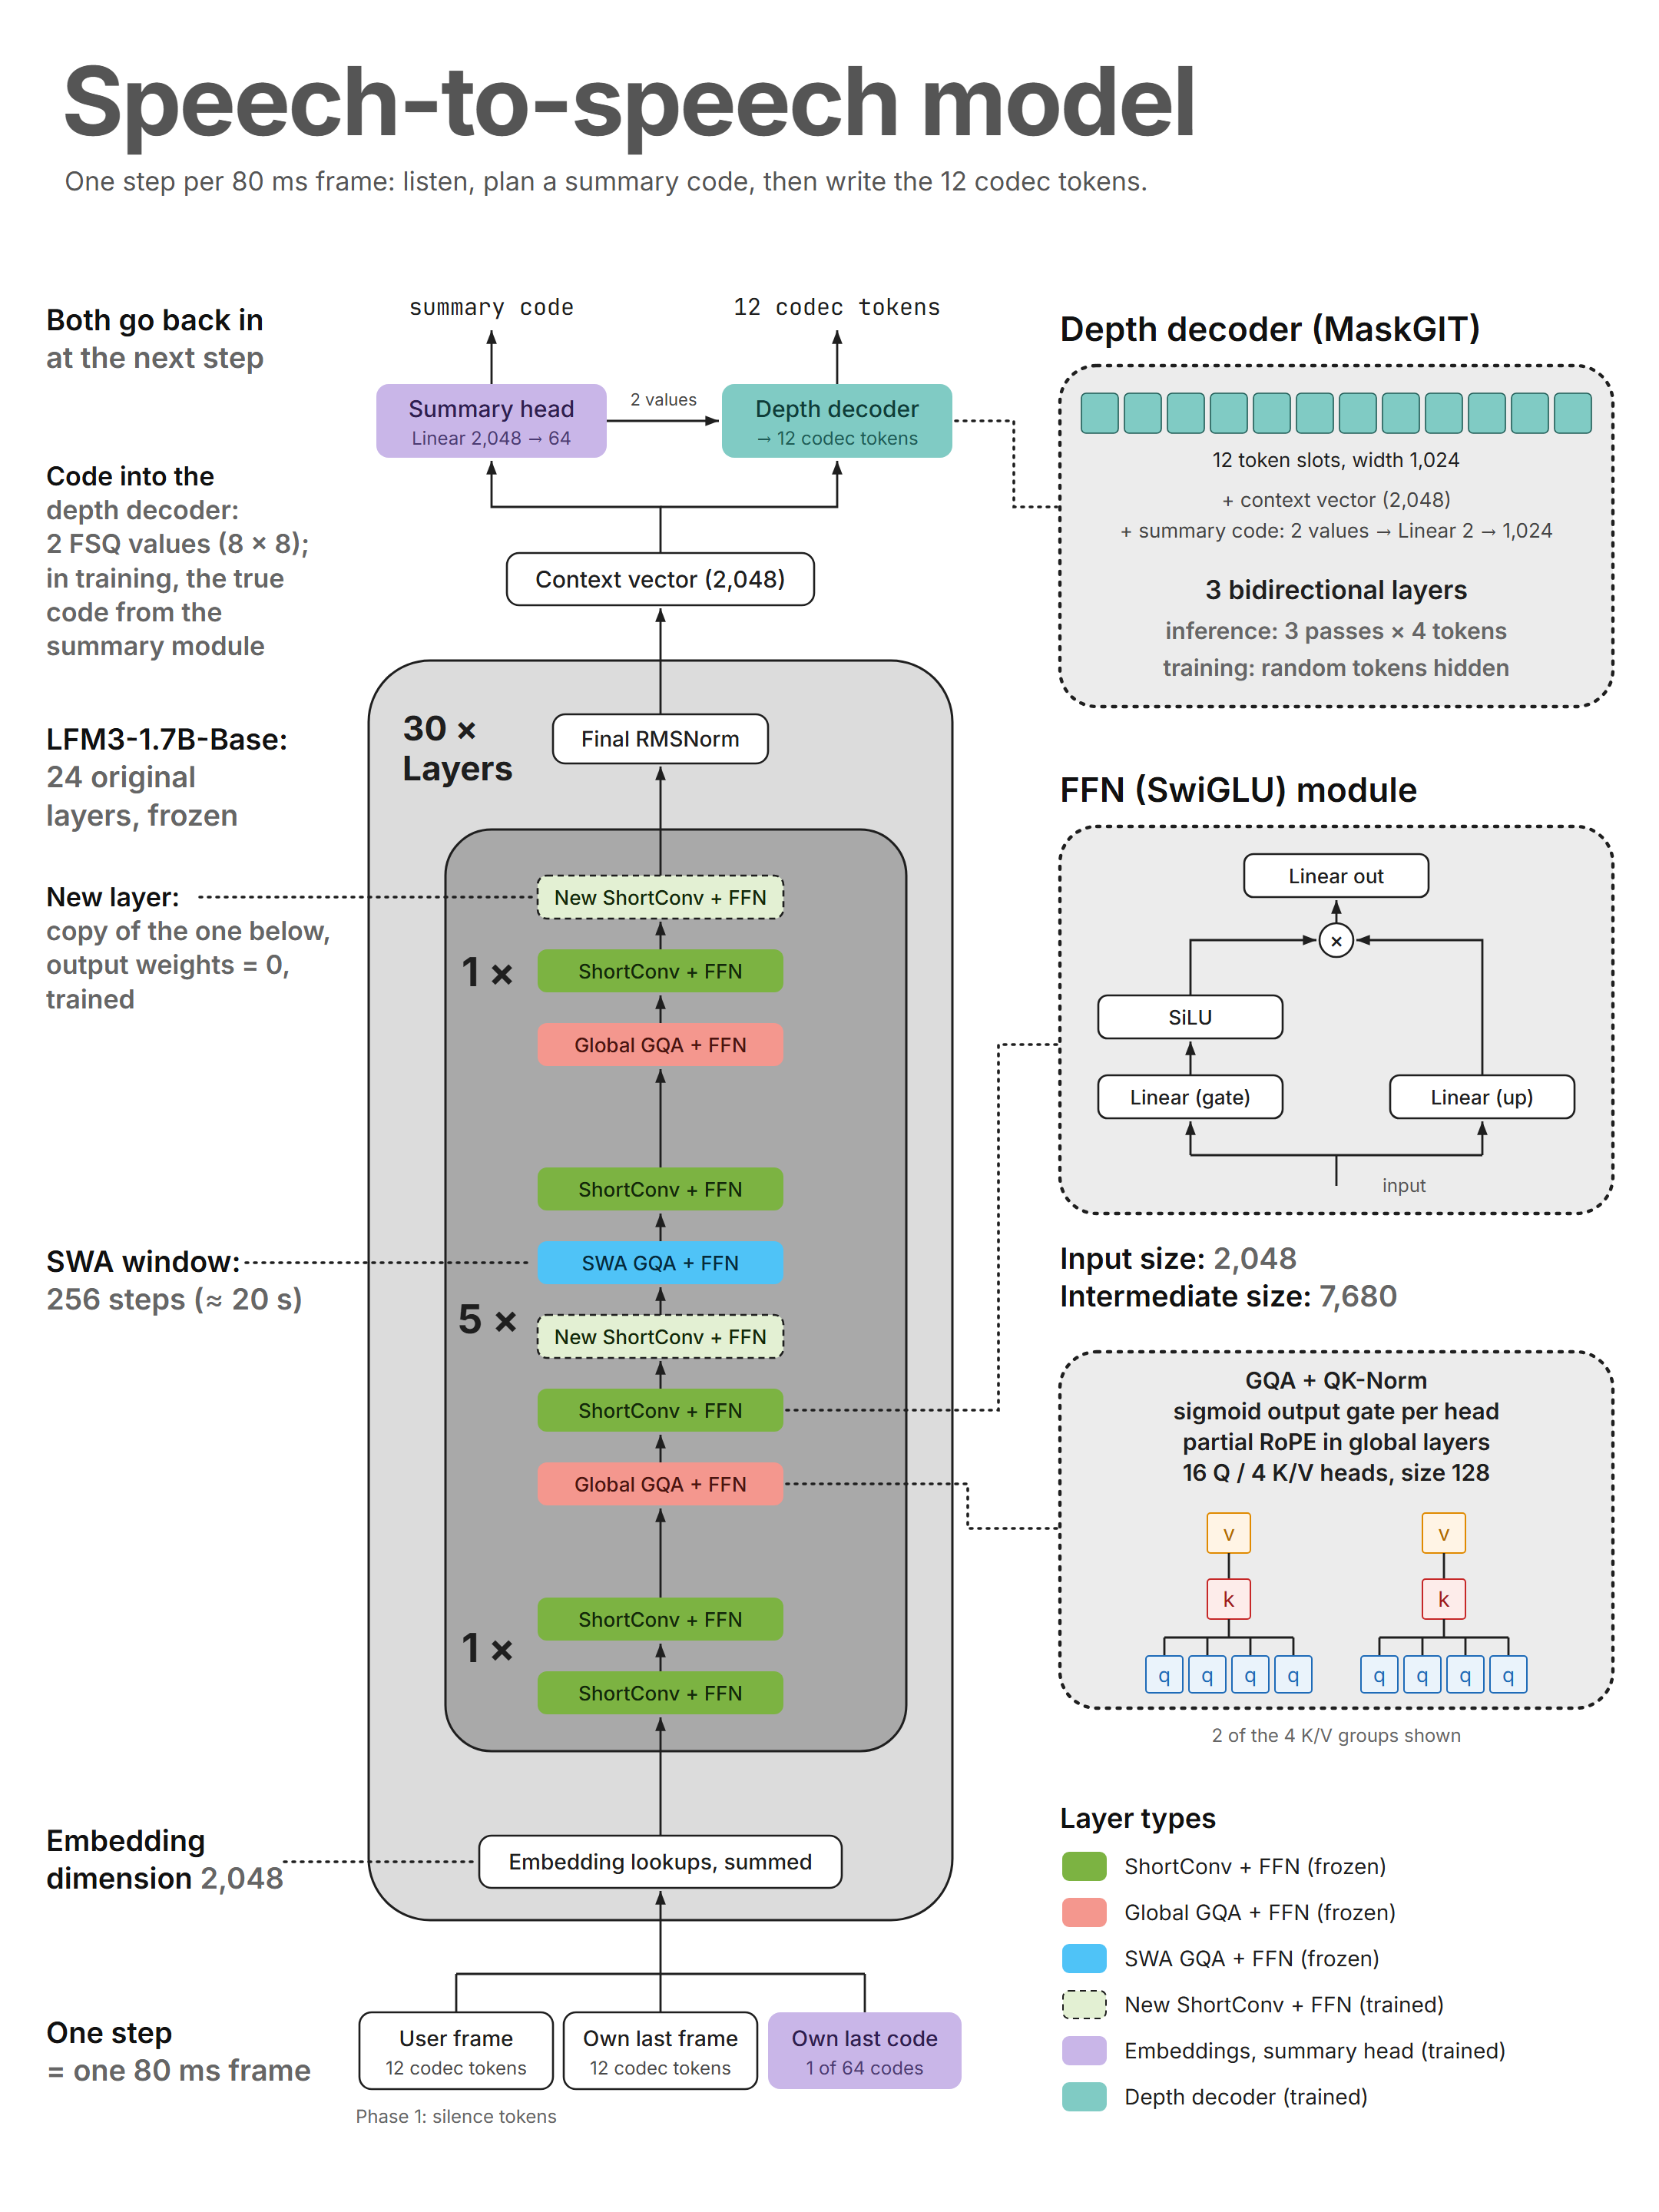 Speech-to-speech model
One step per 80 ms frame: listen, plan a summary code, then write the 12 codec tokens.
Both go back in
at the next step
Code into the
depth decoder:
2 FSQ values (8 × 8);
in training, the true
code from the
summary module
LFM3-1.7B-Base:
24 original
layers, frozen
New layer:
copy of the one below,
output weights = 0,
trained
SWA window:
256 steps (≈ 20 s)
Embedding
dimension 2,048
One step
= one 80 ms frame
summary code
12 codec tokens
Summary head
Linear 2,048 → 64
2 values
Depth decoder
→ 12 codec tokens
Context vector (2,048)
30 ×
Layers
Final RMSNorm
New ShortConv + FFN
1 ×
ShortConv + FFN
Global GQA + FFN
ShortConv + FFN
SWA GQA + FFN
5 ×
New ShortConv + FFN
ShortConv + FFN
Global GQA + FFN
ShortConv + FFN
1 ×
ShortConv + FFN
Embedding lookups, summed
User frame
12 codec tokens
Own last frame
12 codec tokens
Own last code
1 of 64 codes
Phase 1: silence tokens
Depth decoder (MaskGIT)
12 token slots, width 1,024
+ context vector (2,048)
+ summary code: 2 values → Linear 2 → 1,024
3 bidirectional layers
inference: 3 passes × 4 tokens
training: random tokens hidden
FFN (SwiGLU) module
Linear out
×
SiLU
Linear (gate)
Linear (up)
input
Input size: 2,048
Intermediate size: 7,680
GQA + QK-Norm
sigmoid output gate per head
partial RoPE in global layers
16 Q / 4 K/V heads, size 128
v v
k k
q q q q q q q q
2 of the 4 K/V groups shown
Layer types
ShortConv + FFN (frozen)
Global GQA + FFN (frozen)
SWA GQA + FFN (frozen)
New ShortConv + FFN (trained)
Embeddings, summary head (trained)
Depth decoder (trained)